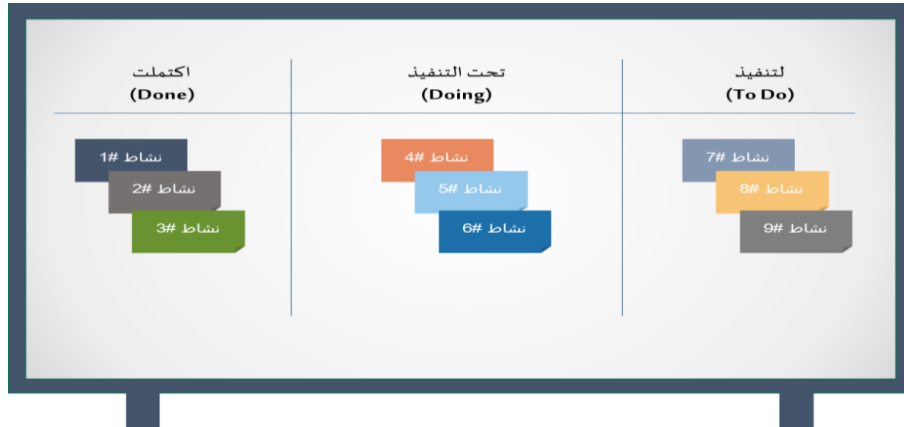 لتنفيذ
(To Do)
نشاط #7
نشاط #8
نشاط #9
تحت التنفيذ
(Doing)
نشاط #4
نشاط #5
نشاط #6
اكتملت
(Done)
نشاط #1
نشاط #2
نشاط #3